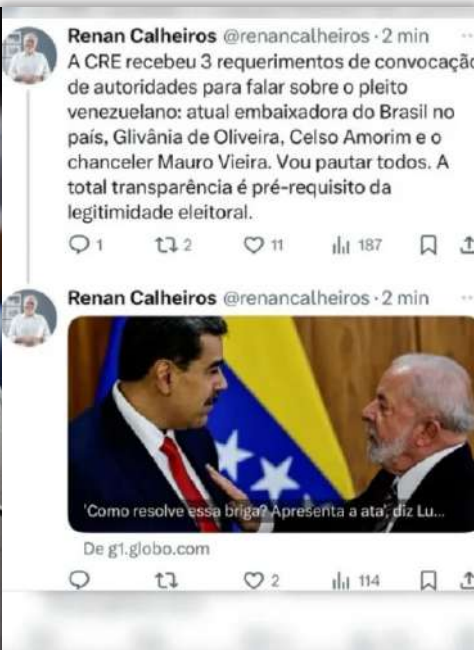 Renan Calheiros @renancalheiros · 2 min
A CRE recebeu 3 requerimentos de convocação
de autoridades para falar sobre o pleito
venezuelano: atual embaixadora do Brasil no
país, Glivânia de Oliveira, Celso Amorim e o
chanceler Mauro Vieira. Vou pautar todos. A
total transparência é pré-requisito da
legitimidade eleitoral.
1 2 11 187
Renan Calheiros @renancalheiros · 2 min
'Como resolve essa briga? Apresenta a ata', diz Lu...
De g1.globo.com
2 114